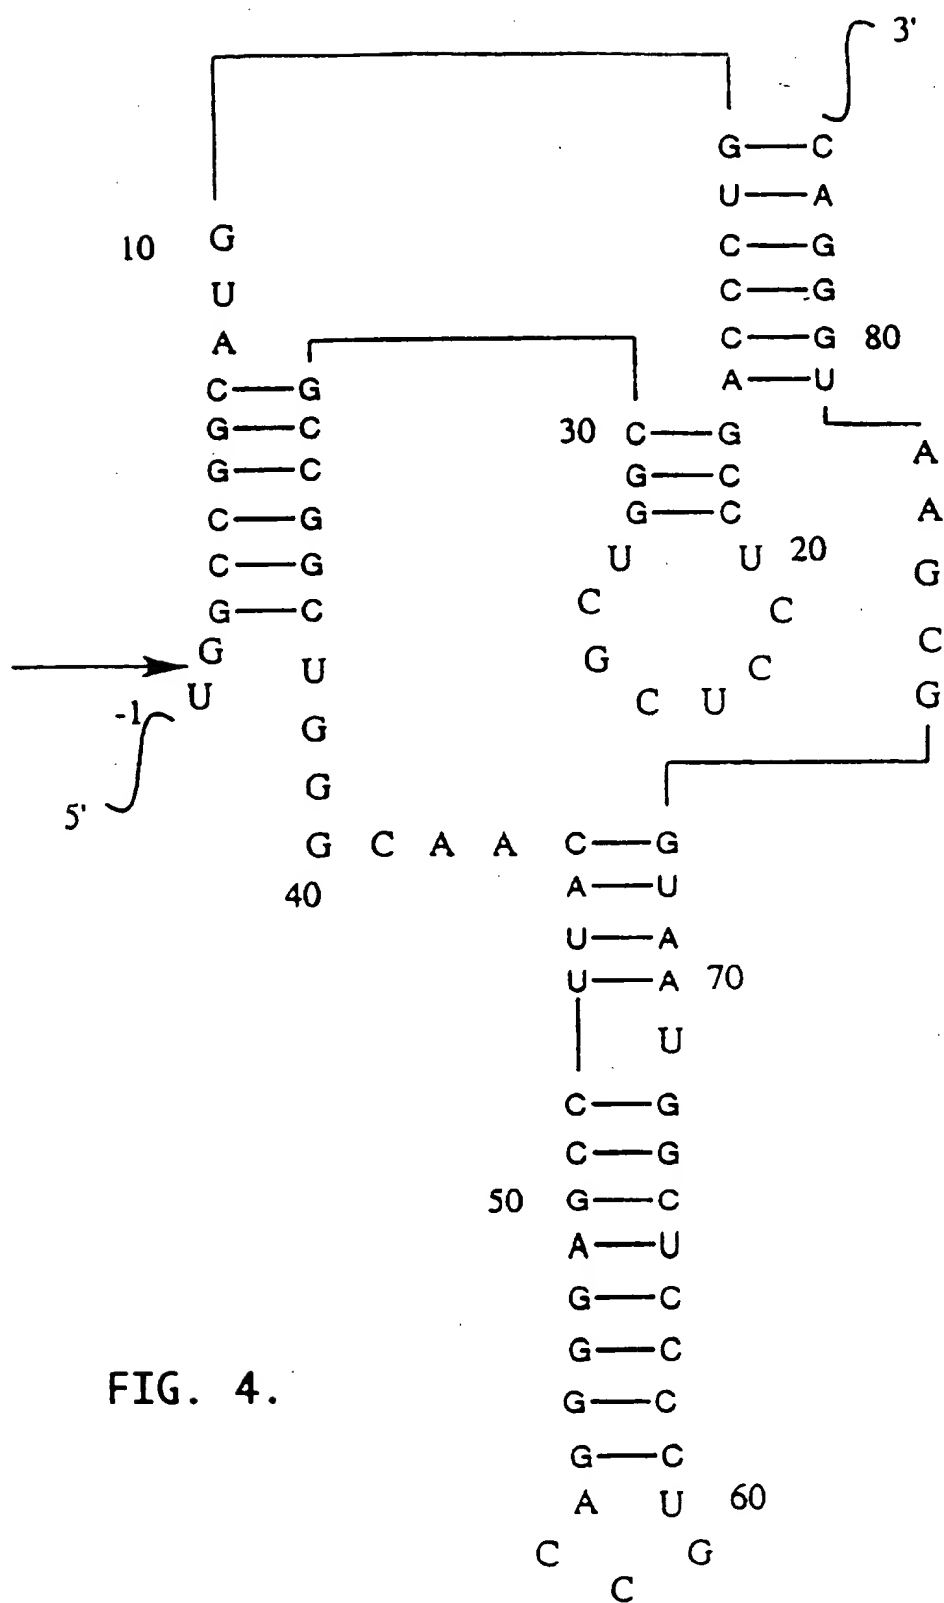 3'
G C
U A
10 G C G
U C G
A C G 80
C G A U
G C 30 C G A
G C G C
C G G C A
U U 20
C G G
G C C C
C
G U G C
-1 U C U G
G
G
5'
G C A A C G
40 A U
U A
U A 70
U
C G
C G
50 G C
A U
G C
G C
FIG. 4. G C
G C
A U 60
C G
C